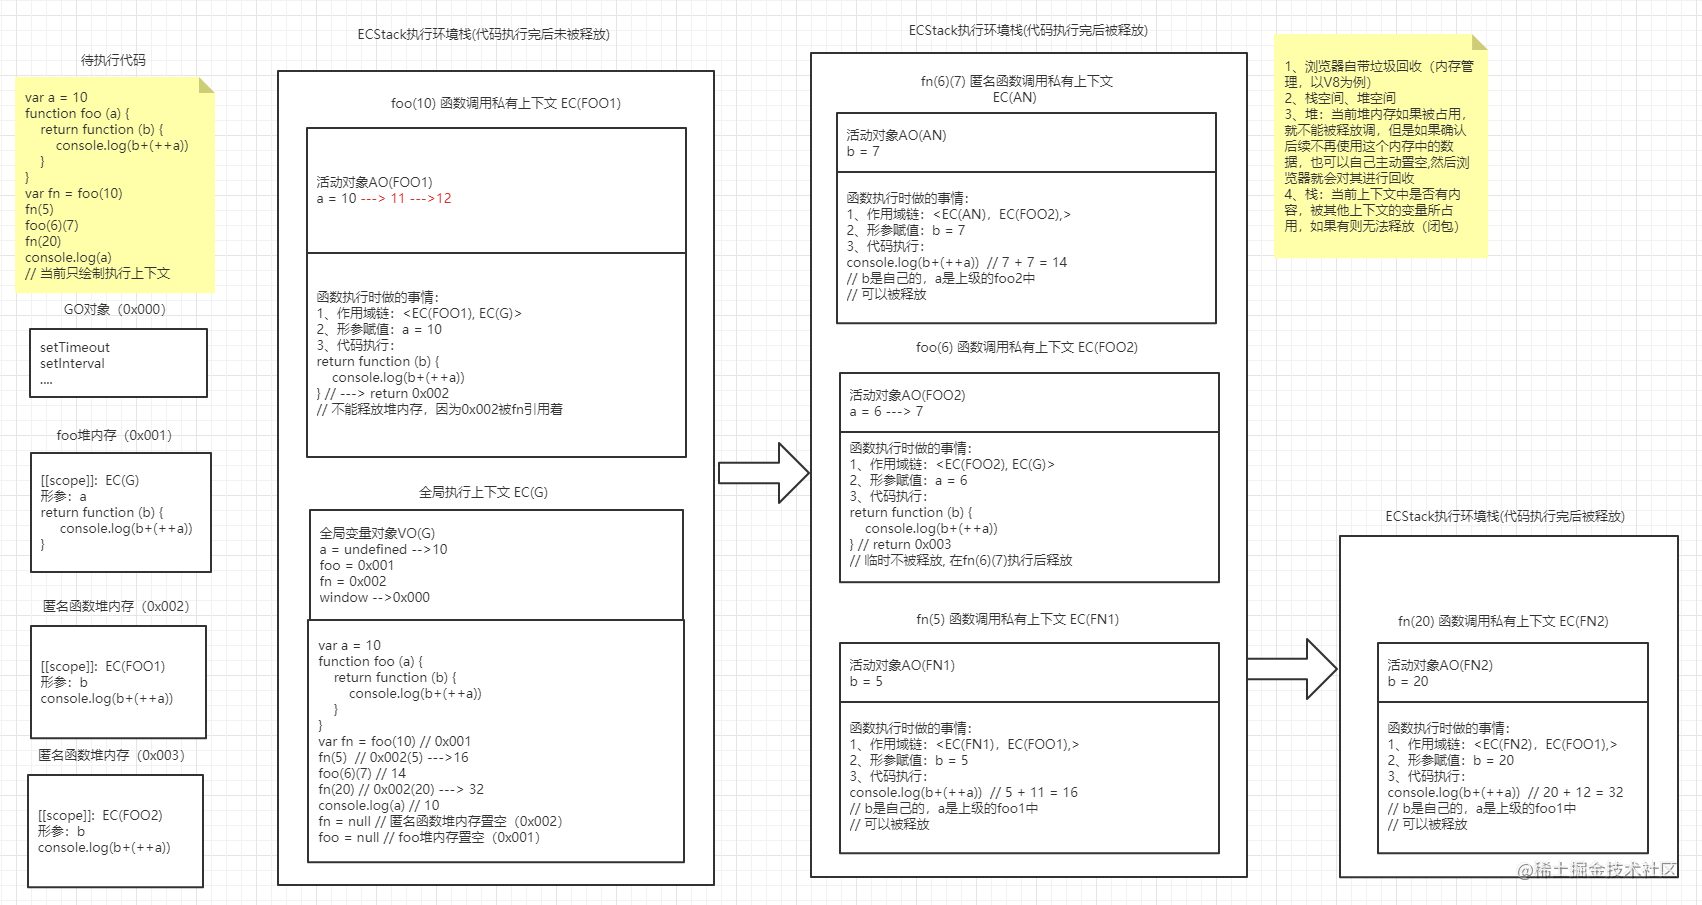 待执行代码
var a = 10
function foo (a) {
return function (b) {
console.log(b+(++a))
}
}
var fn = foo(10)
fn(5)
foo(6)(7)
fn(20)
console.log(a)
// 当前只绘制执行上下文
GO对象（0x000）
setTimeout
setInterval
....
foo堆内存（0x001）
[[scope]]: EC(G)
形参：a
return function (b) {
console.log(b+(++a))
}
匿名函数堆内存（0x002）
[[scope]]: EC(FOO1)
形参：b
console.log(b+(++a))
匿名函数堆内存（0x003）
[[scope]]: EC(FOO2)
形参：b
console.log(b+(++a))
ECStack执行环境栈(代码执行完后未被释放)
foo(10) 函数调用私有上下文 EC(FOO1)
活动对象AO(FOO1)
a = 10 ---> 11 --->12
函数执行时做的事情：
1、作用域链：<EC(FOO1), EC(G)>
2、形参赋值：a = 10
3、代码执行：
return function (b) {
console.log(b+(++a))
} // ---> return 0x002
// 不能释放堆内存，因为0x002被fn引用着
全局执行上下文 EC(G)
全局变量对象VO(G)
a = undefined -->10
foo = 0x001
fn = 0x002
window -->0x000
var a = 10
function foo (a) {
return function (b) {
console.log(b+(++a))
}
}
var fn = foo(10) // 0x001
fn(5) // 0x002(5) --->16
foo(6)(7) // 14
fn(20) // 0x002(20) ---> 32
console.log(a) // 10
fn = null // 匿名函数堆内存置空（0x002）
foo = null // foo堆内存置空（0x001）
ECStack执行环境栈(代码执行完后被释放)
fn(6)(7) 匿名函数调用私有上下文
EC(AN)
活动对象AO(AN)
b = 7
函数执行时做的事情：
1、作用域链：<EC(AN)，EC(FOO2),>
2、形参赋值：b = 7
3、代码执行：
console.log(b+(++a)) // 7 + 7 = 14
// b是自己的，a是上级的foo2中
// 可以被释放
foo(6) 函数调用私有上下文 EC(FOO2)
活动对象AO(FOO2)
a = 6 ---> 7
函数执行时做的事情：
1、作用域链：<EC(FOO2), EC(G)>
2、形参赋值：a = 6
3、代码执行：
return function (b) {
console.log(b+(++a))
} // return 0x003
// 临时不被释放, 在fn(6)(7)执行后释放
fn(5) 函数调用私有上下文 EC(FN1)
活动对象AO(FN1)
b = 5
函数执行时做的事情：
1、作用域链：<EC(FN1)，EC(FOO1),>
2、形参赋值：b = 5
3、代码执行：
console.log(b+(++a)) // 5 + 11 = 16
// b是自己的，a是上级的foo1中
// 可以被释放
1、浏览器自带垃圾回收（内存管
理，以V8为例）
2、栈空间、堆空间
3、堆：当前堆内存如果被占用，
就不能被释放调，但是如果确认
后续不再使用这个内存中的数
据，也可以自己主动置空,然后浏
览器就会对其进行回收
4、栈：当前上下文中是否有内
容，被其他上下文的变量所占
用，如果有则无法释放（闭包）
ECStack执行环境栈(代码执行完后被释放)
fn(20) 函数调用私有上下文 EC(FN2)
活动对象AO(FN2)
b = 20
函数执行时做的事情：
1、作用域链：<EC(FN2)，EC(FOO1),>
2、形参赋值：b = 20
3、代码执行：
console.log(b+(++a)) // 20 + 12 = 32
// b是自己的，a是上级的foo1中
// 可以被释放
@稀土掘金技术社区